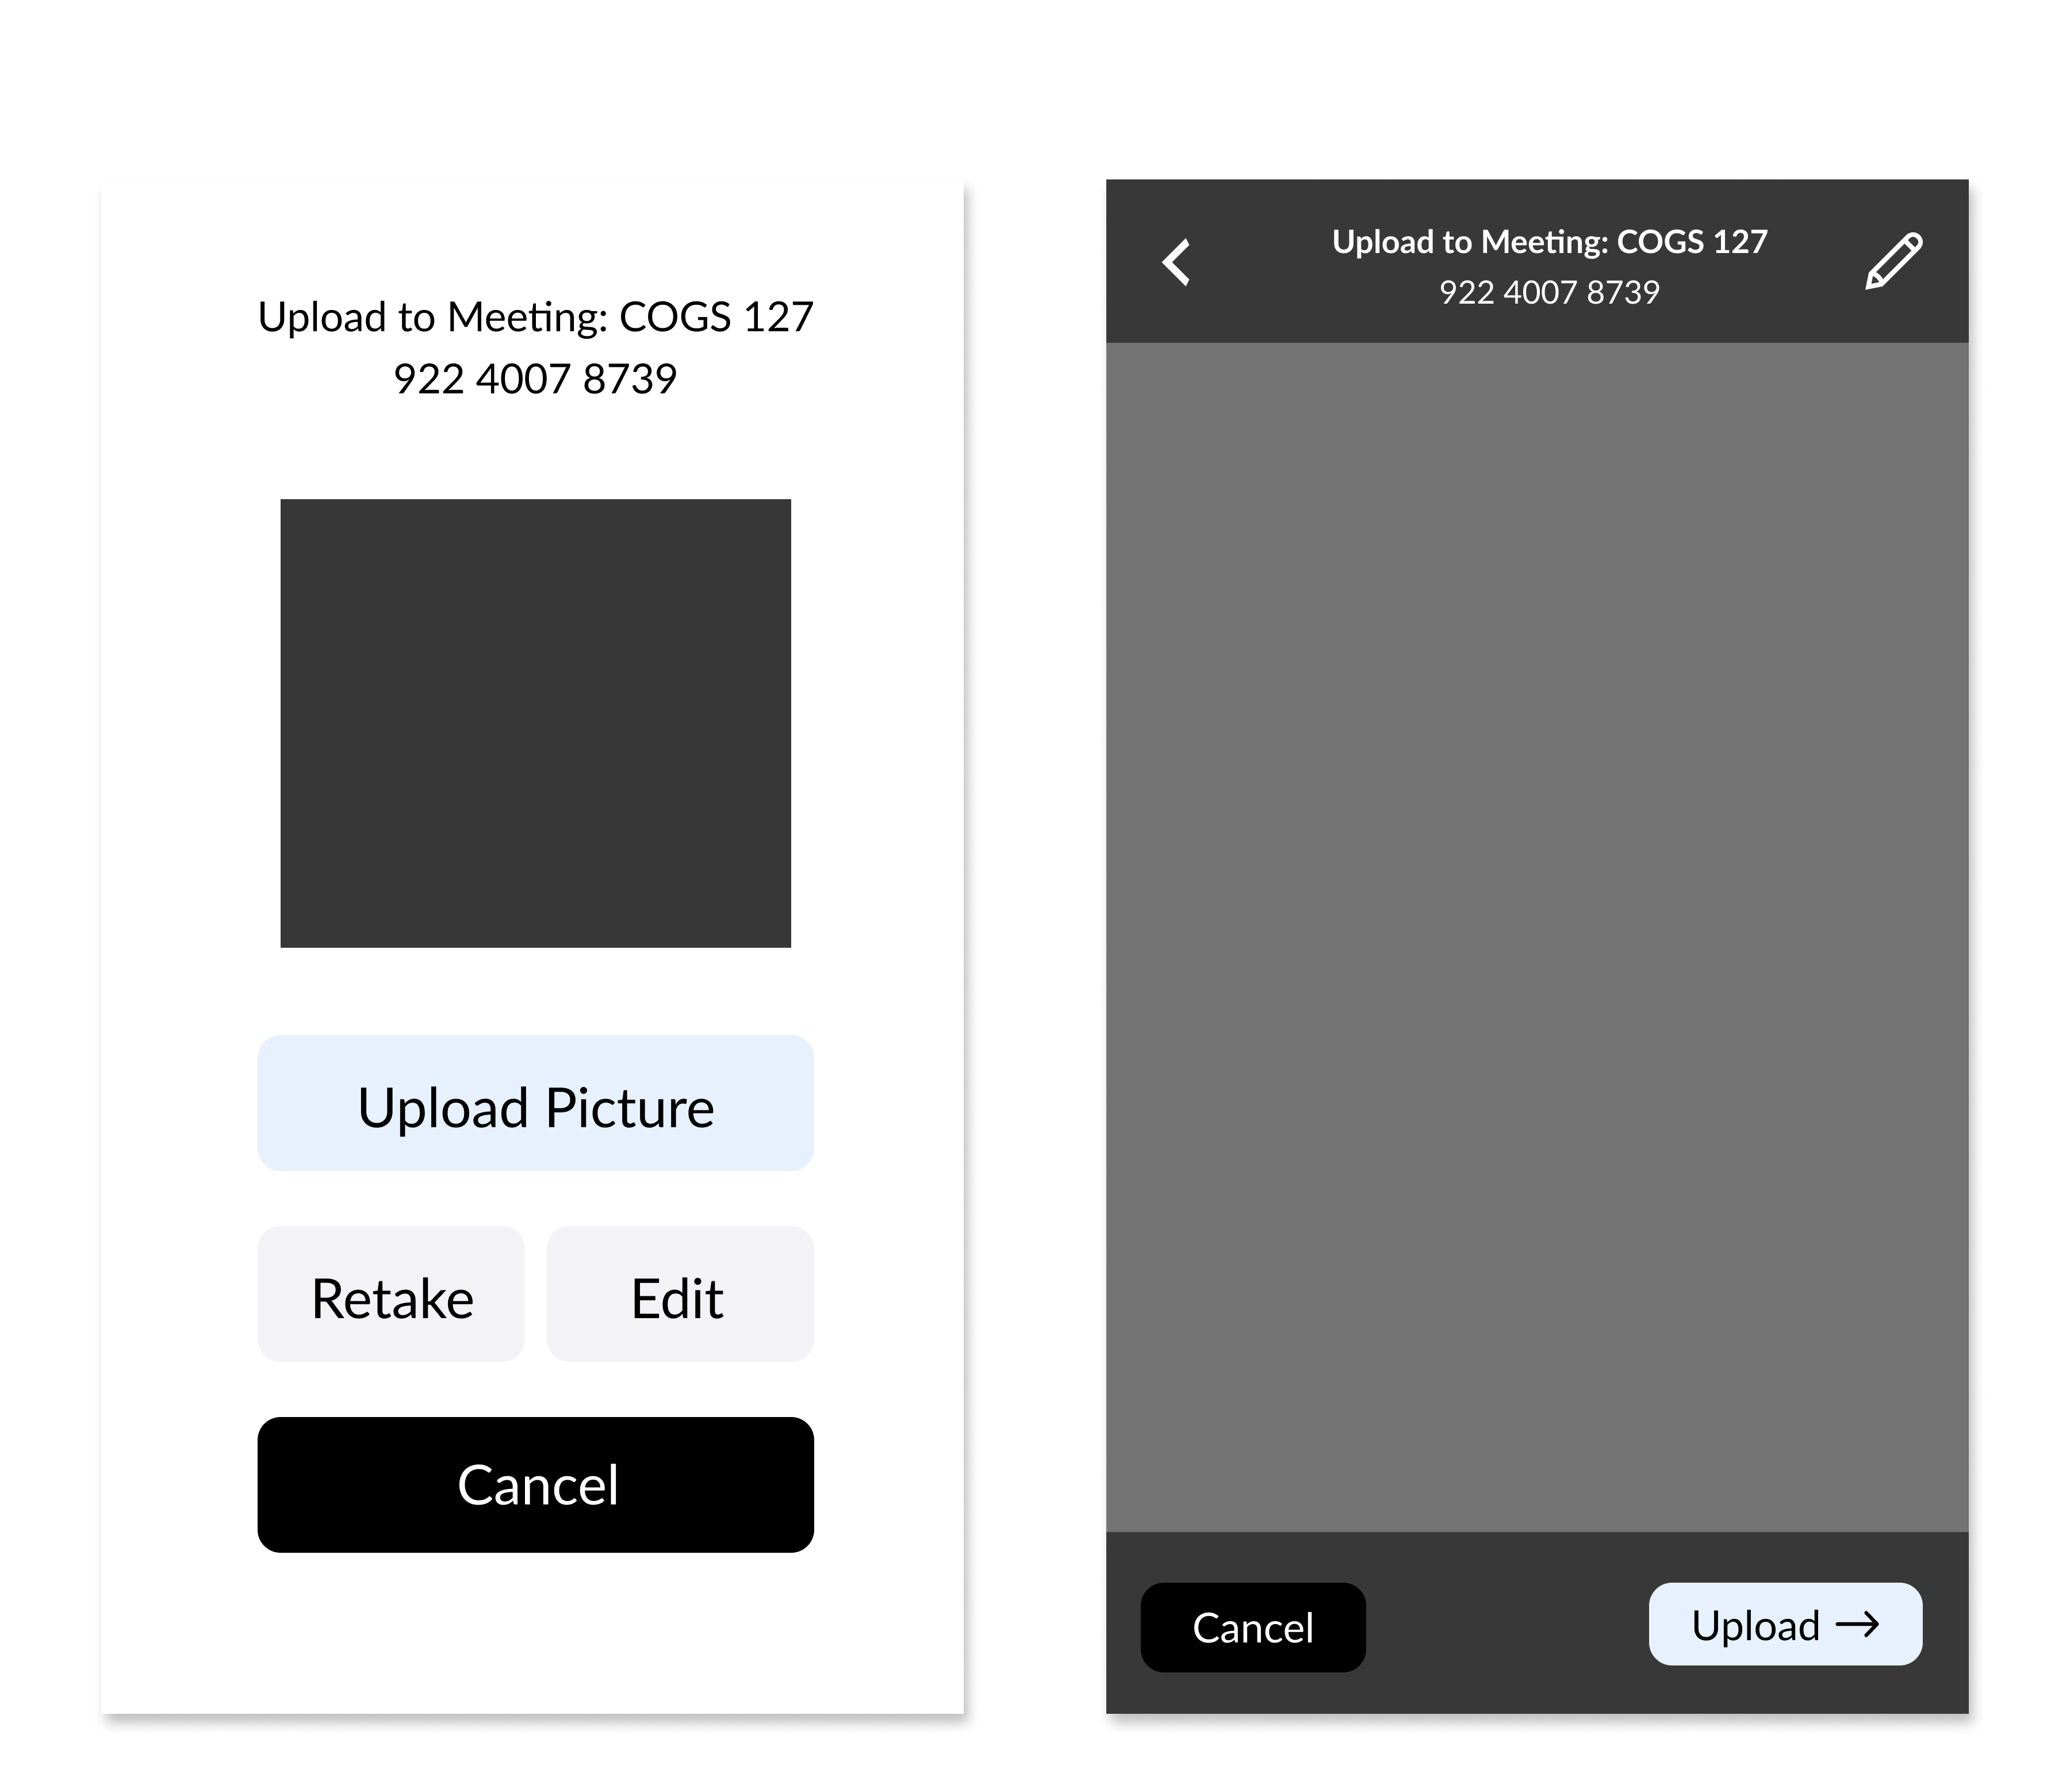 Upload to Meeting: COGS 127
922 4007 8739
Upload Picture
Retake
Edit
Cancel
Upload to Meeting: COGS 127
922 4007 8739
Cancel
Upload